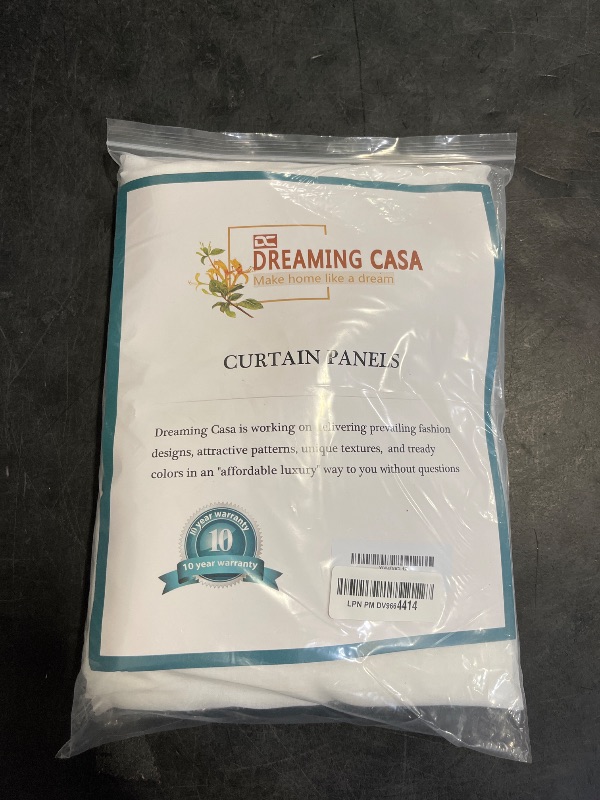 DC
DREAMING CASA
Make home like a dream
CURTAIN PANELS
Dreaming Casa is working on delivering prevailing fashion
designs, attractive patterns, unique textures, and tready
colors in an "affordable luxury" way to you without questions
10 year warranty
10
10 year warranty
LPN PM DV9664414